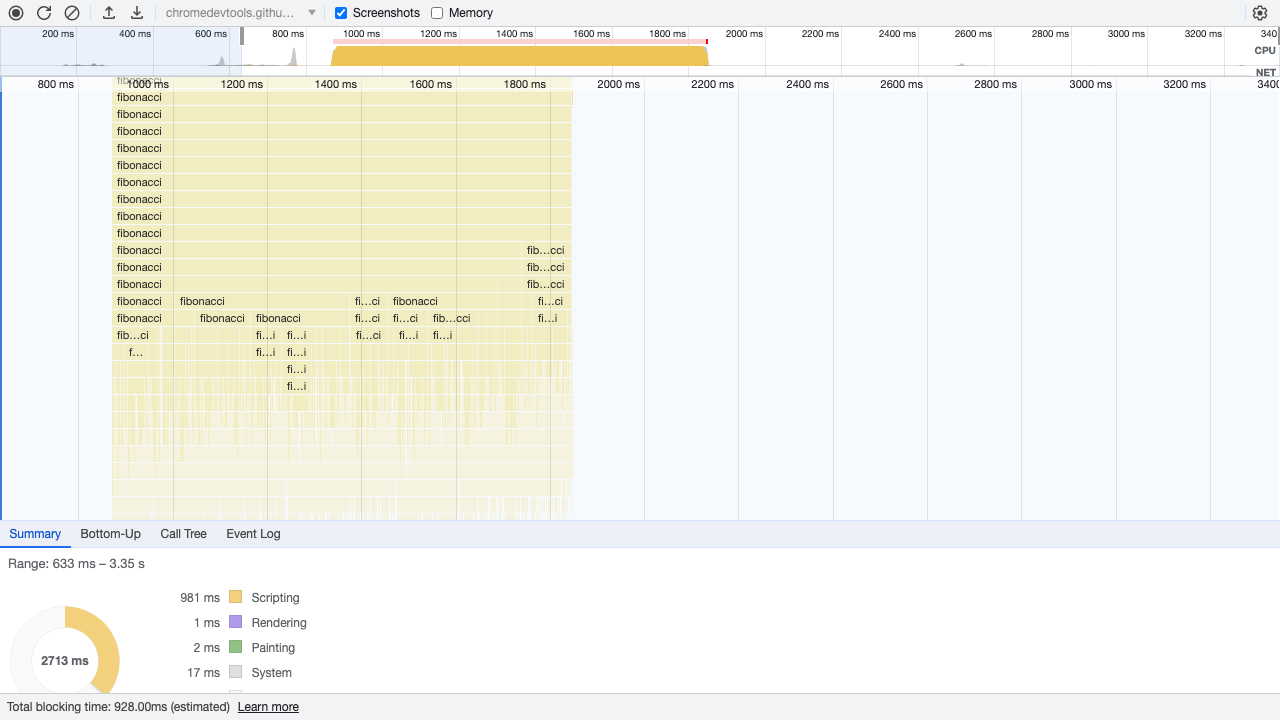 chromedevtools.githu… Screenshots Memory
200 ms 400 ms 600 ms 800 ms 1000 ms 1200 ms 1400 ms 1600 ms 1800 ms 2000 ms 2200 ms 2400 ms 2600 ms 2800 ms 3000 ms 3200 ms 340
CPU
NET
fibonacci
800 ms 1000 ms 1200 ms 1400 ms 1600 ms 1800 ms 2000 ms 2200 ms 2400 ms 2600 ms 2800 ms 3000 ms 3200 ms 3400
fibonacci
fibonacci
fibonacci
fibonacci
fibonacci
fibonacci
fibonacci
fibonacci
fibonacci
fibonacci fib…cci
fibonacci fib…cci
fibonacci fib…cci
fibonacci fibonacci fi…ci fibonacci fi…ci
fibonacci fibonacci fibonacci fi…ci fi…ci fib…cci fi…i
fib…ci fi…i fi…i fi…ci fi…i fi…i
f… fi…i fi…i
fi…i
fi…i
Summary Bottom-Up Call Tree Event Log
Range: 633 ms – 3.35 s
981 ms Scripting
1 ms Rendering
2 ms Painting
17 ms System
2713 ms
Total blocking time: 928.00ms (estimated) Learn more